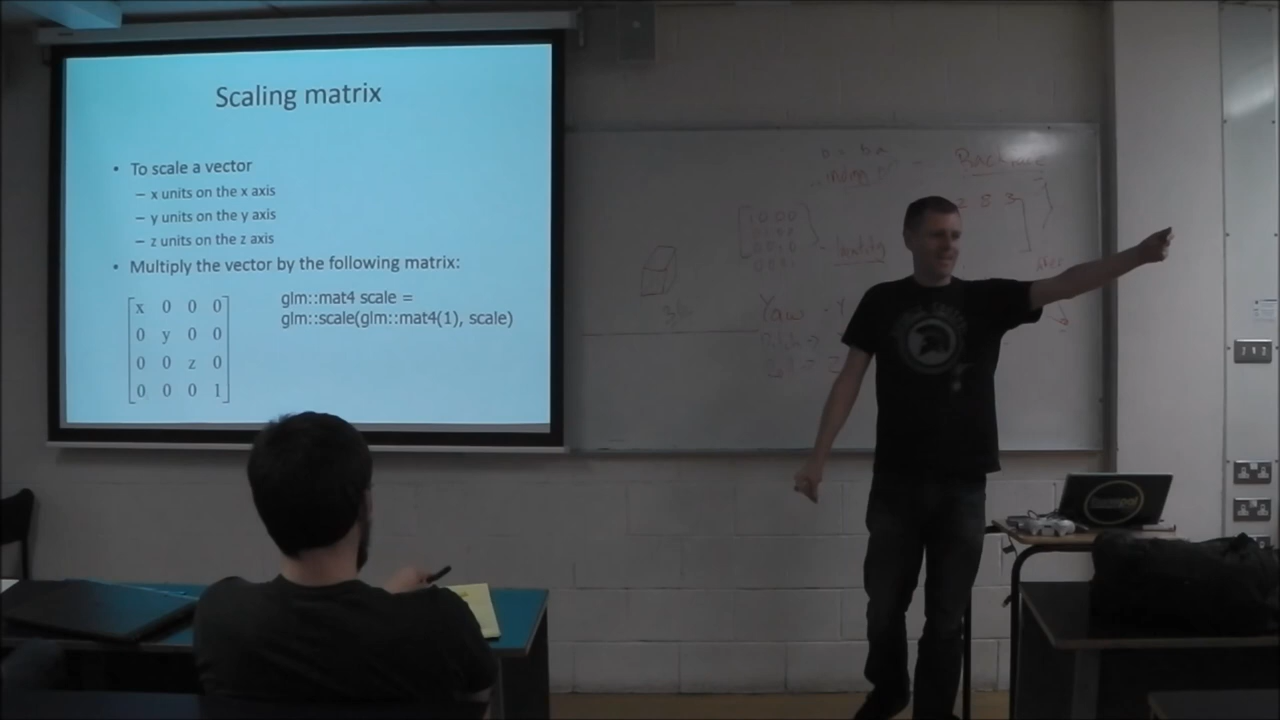 Scaling matrix
• To scale a vector
– x units on the x axis
– y units on the y axis
– z units on the z axis
• Multiply the vector by the following matrix:
x 0 0 0
0 y 0 0
0 0 z 0
0 0 0 1
glm::mat4 scale =
glm::scale(glm::mat4(1), scale)
Identity
Yaw